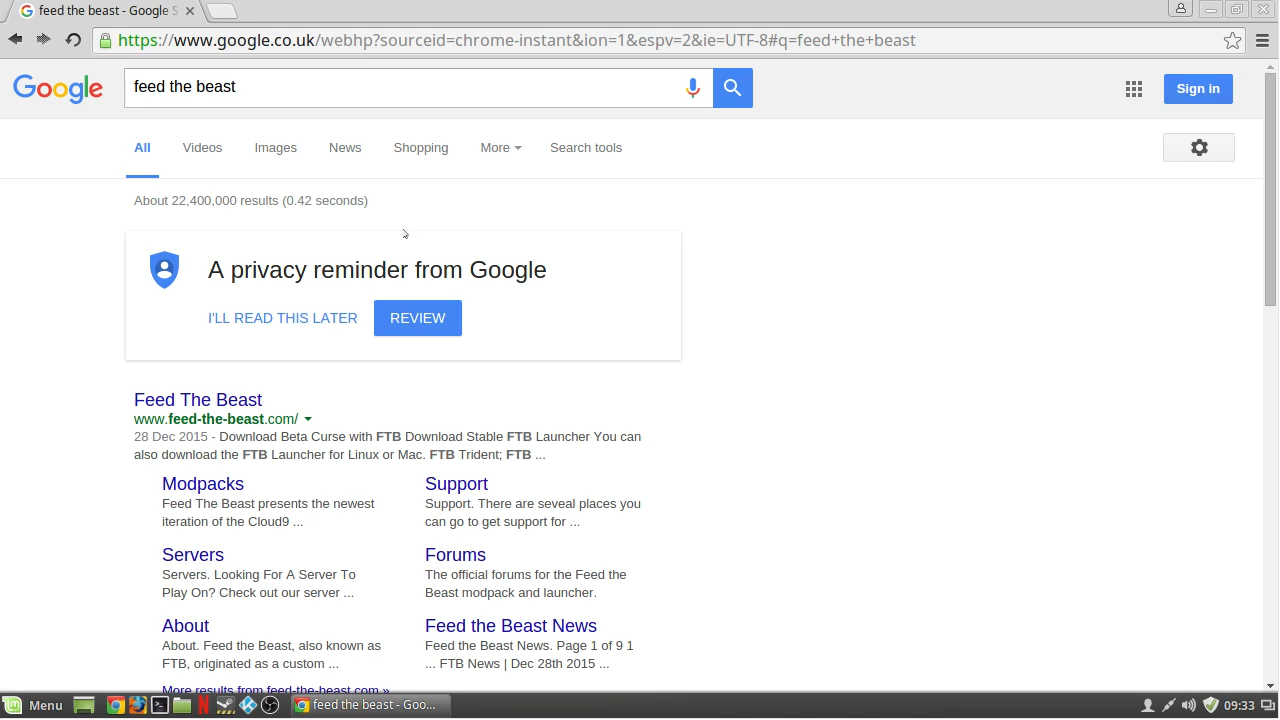 feed the beast - Google S
https://www.google.co.uk/webhp?sourceid=chrome-instant&ion=1&espv=2&ie=UTF-8#q=feed+the+beast
Google
feed the beast
Sign in
All Videos Images News Shopping More Search tools
About 22,400,000 results (0.42 seconds)
A privacy reminder from Google
I'LL READ THIS LATER REVIEW
Feed The Beast
www.feed-the-beast.com/
28 Dec 2015 - Download Beta Curse with FTB Download Stable FTB Launcher You can
also download the FTB Launcher for Linux or Mac. FTB Trident; FTB ...
Modpacks
Feed The Beast presents the newest
iteration of the Cloud9 ...
Support
Support. There are seveal places you
can go to get support for ...
Servers
Servers. Looking For A Server To
Play On? Check out our server ...
Forums
The official forums for the Feed the
Beast modpack and launcher.
About
About. Feed the Beast, also known as
FTB, originated as a custom ...
Feed the Beast News
Feed the Beast News. Page 1 of 9 1
... FTB News | Dec 28th 2015 ...
More results from feed-the-beast.com »
Menu feed the beast - Goo... 09:33